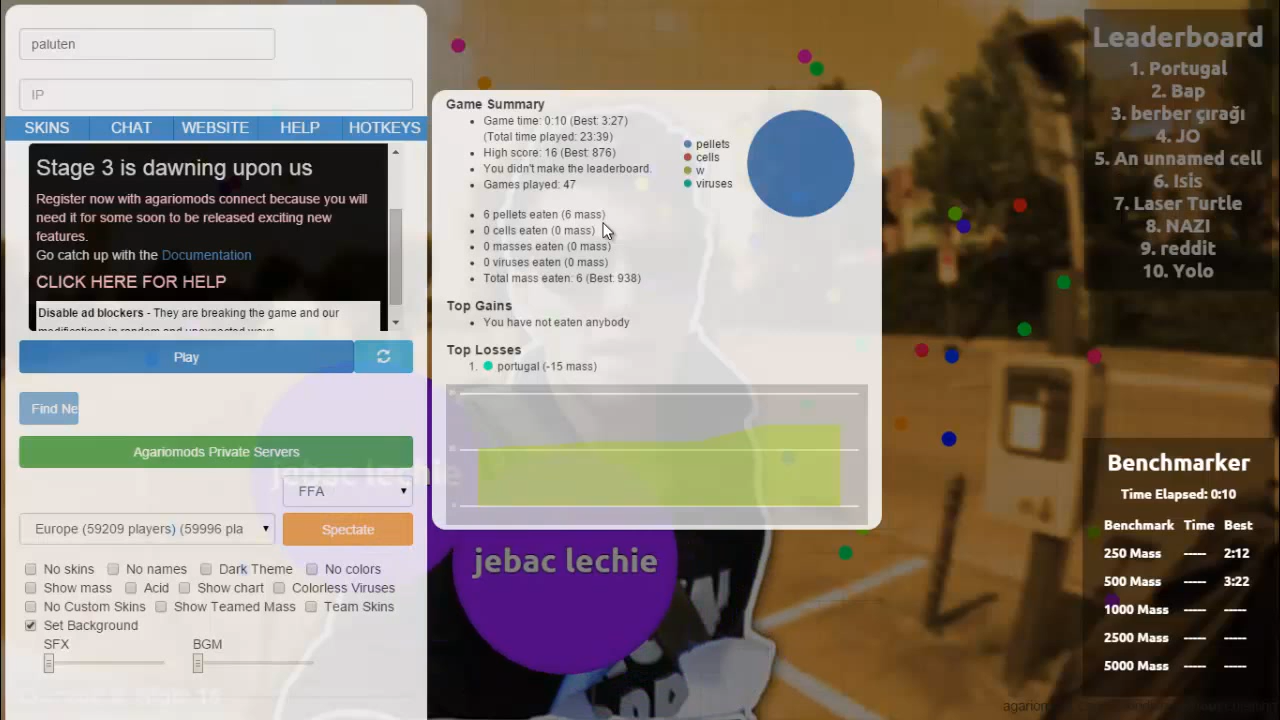 paluten
IP
SKINS CHAT WEBSITE HELP HOTKEYS
Stage 3 is dawning upon us
Register now with agariomods connect because you will
need it for some soon to be released exciting new
features.
Go catch up with the Documentation
CLICK HERE FOR HELP
Disable ad blockers - They are breaking the game and our
modifications in random and unexpected ways
Play
Find Ne
Agariomods Private Servers
FFA
Europe (59209 players) (59996 pla
Spectate
No skins No names Dark Theme No colors
Show mass Acid Show chart Colorless Viruses
No Custom Skins Show Teamed Mass Team Skins
Set Background
SFX BGM
Game Summary
Game time: 0:10 (Best: 3:27)
(Total time played: 23:39)
High score: 16 (Best: 876)
You didn't make the leaderboard.
Games played: 47
6 pellets eaten (6 mass)
0 cells eaten (0 mass)
0 masses eaten (0 mass)
0 viruses eaten (0 mass)
Total mass eaten: 6 (Best: 938)
pellets
cells
w
viruses
Top Gains
You have not eaten anybody
Top Losses
1. portugal (-15 mass)
jebac lechie
jebac lechie
Leaderboard
1. Portugal
2. Bap
3. berber çırağı
4. JO
5. An unnamed cell
6. Isis
7. Laser Turtle
8. NAZI
9. reddit
10. Yolo
Benchmarker
Time Elapsed: 0:10
Benchmark Time Best
250 Mass ----- 2:12
500 Mass ----- 3:22
1000 Mass ----- -----
2500 Mass ----- -----
5000 Mass ----- -----